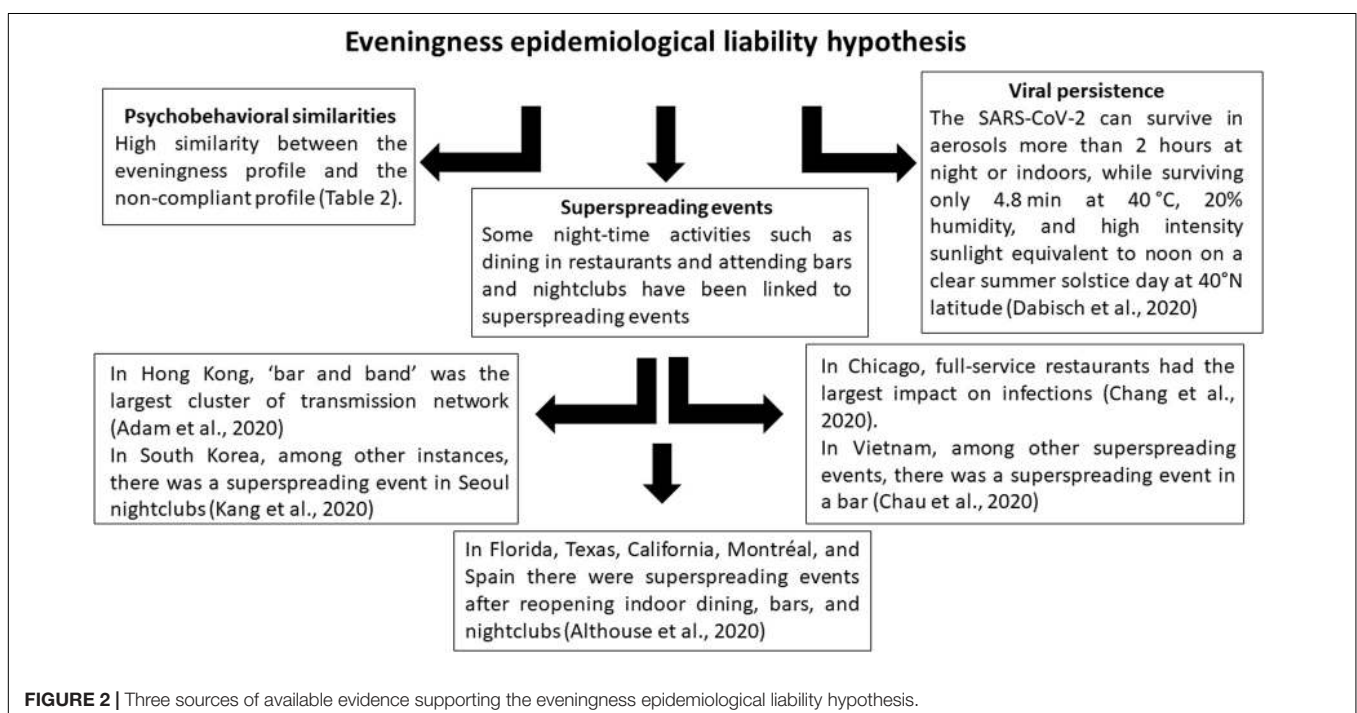 Eveningness epidemiological liability hypothesis
Psychobehavioral similarities
High similarity between the
eveningness profile and the
non-compliant profile (Table 2).
Superspreading events
Some night-time activities such as
dining in restaurants and attending bars
and nightclubs have been linked to
superspreading events
Viral persistence
The SARS-CoV-2 can survive in
aerosols more than 2 hours at
night or indoors, while surviving
only 4.8 min at 40 °C, 20%
humidity, and high intensity
sunlight equivalent to noon on a
clear summer solstice day at 40°N
latitude (Dabisch et al., 2020)
In Hong Kong, ‘bar and band’ was the
largest cluster of transmission network
(Adam et al., 2020)
In South Korea, among other instances,
there was a superspreading event in Seoul
nightclubs (Kang et al., 2020)
In Chicago, full-service restaurants had the
largest impact on infections (Chang et al.,
2020).
In Vietnam, among other superspreading
events, there was a superspreading event in
a bar (Chau et al., 2020)
In Florida, Texas, California, Montréal, and
Spain there were superspreading events
after reopening indoor dining, bars, and
nightclubs (Althouse et al., 2020)
FIGURE 2 | Three sources of available evidence supporting the eveningness epidemiological liability hypothesis.